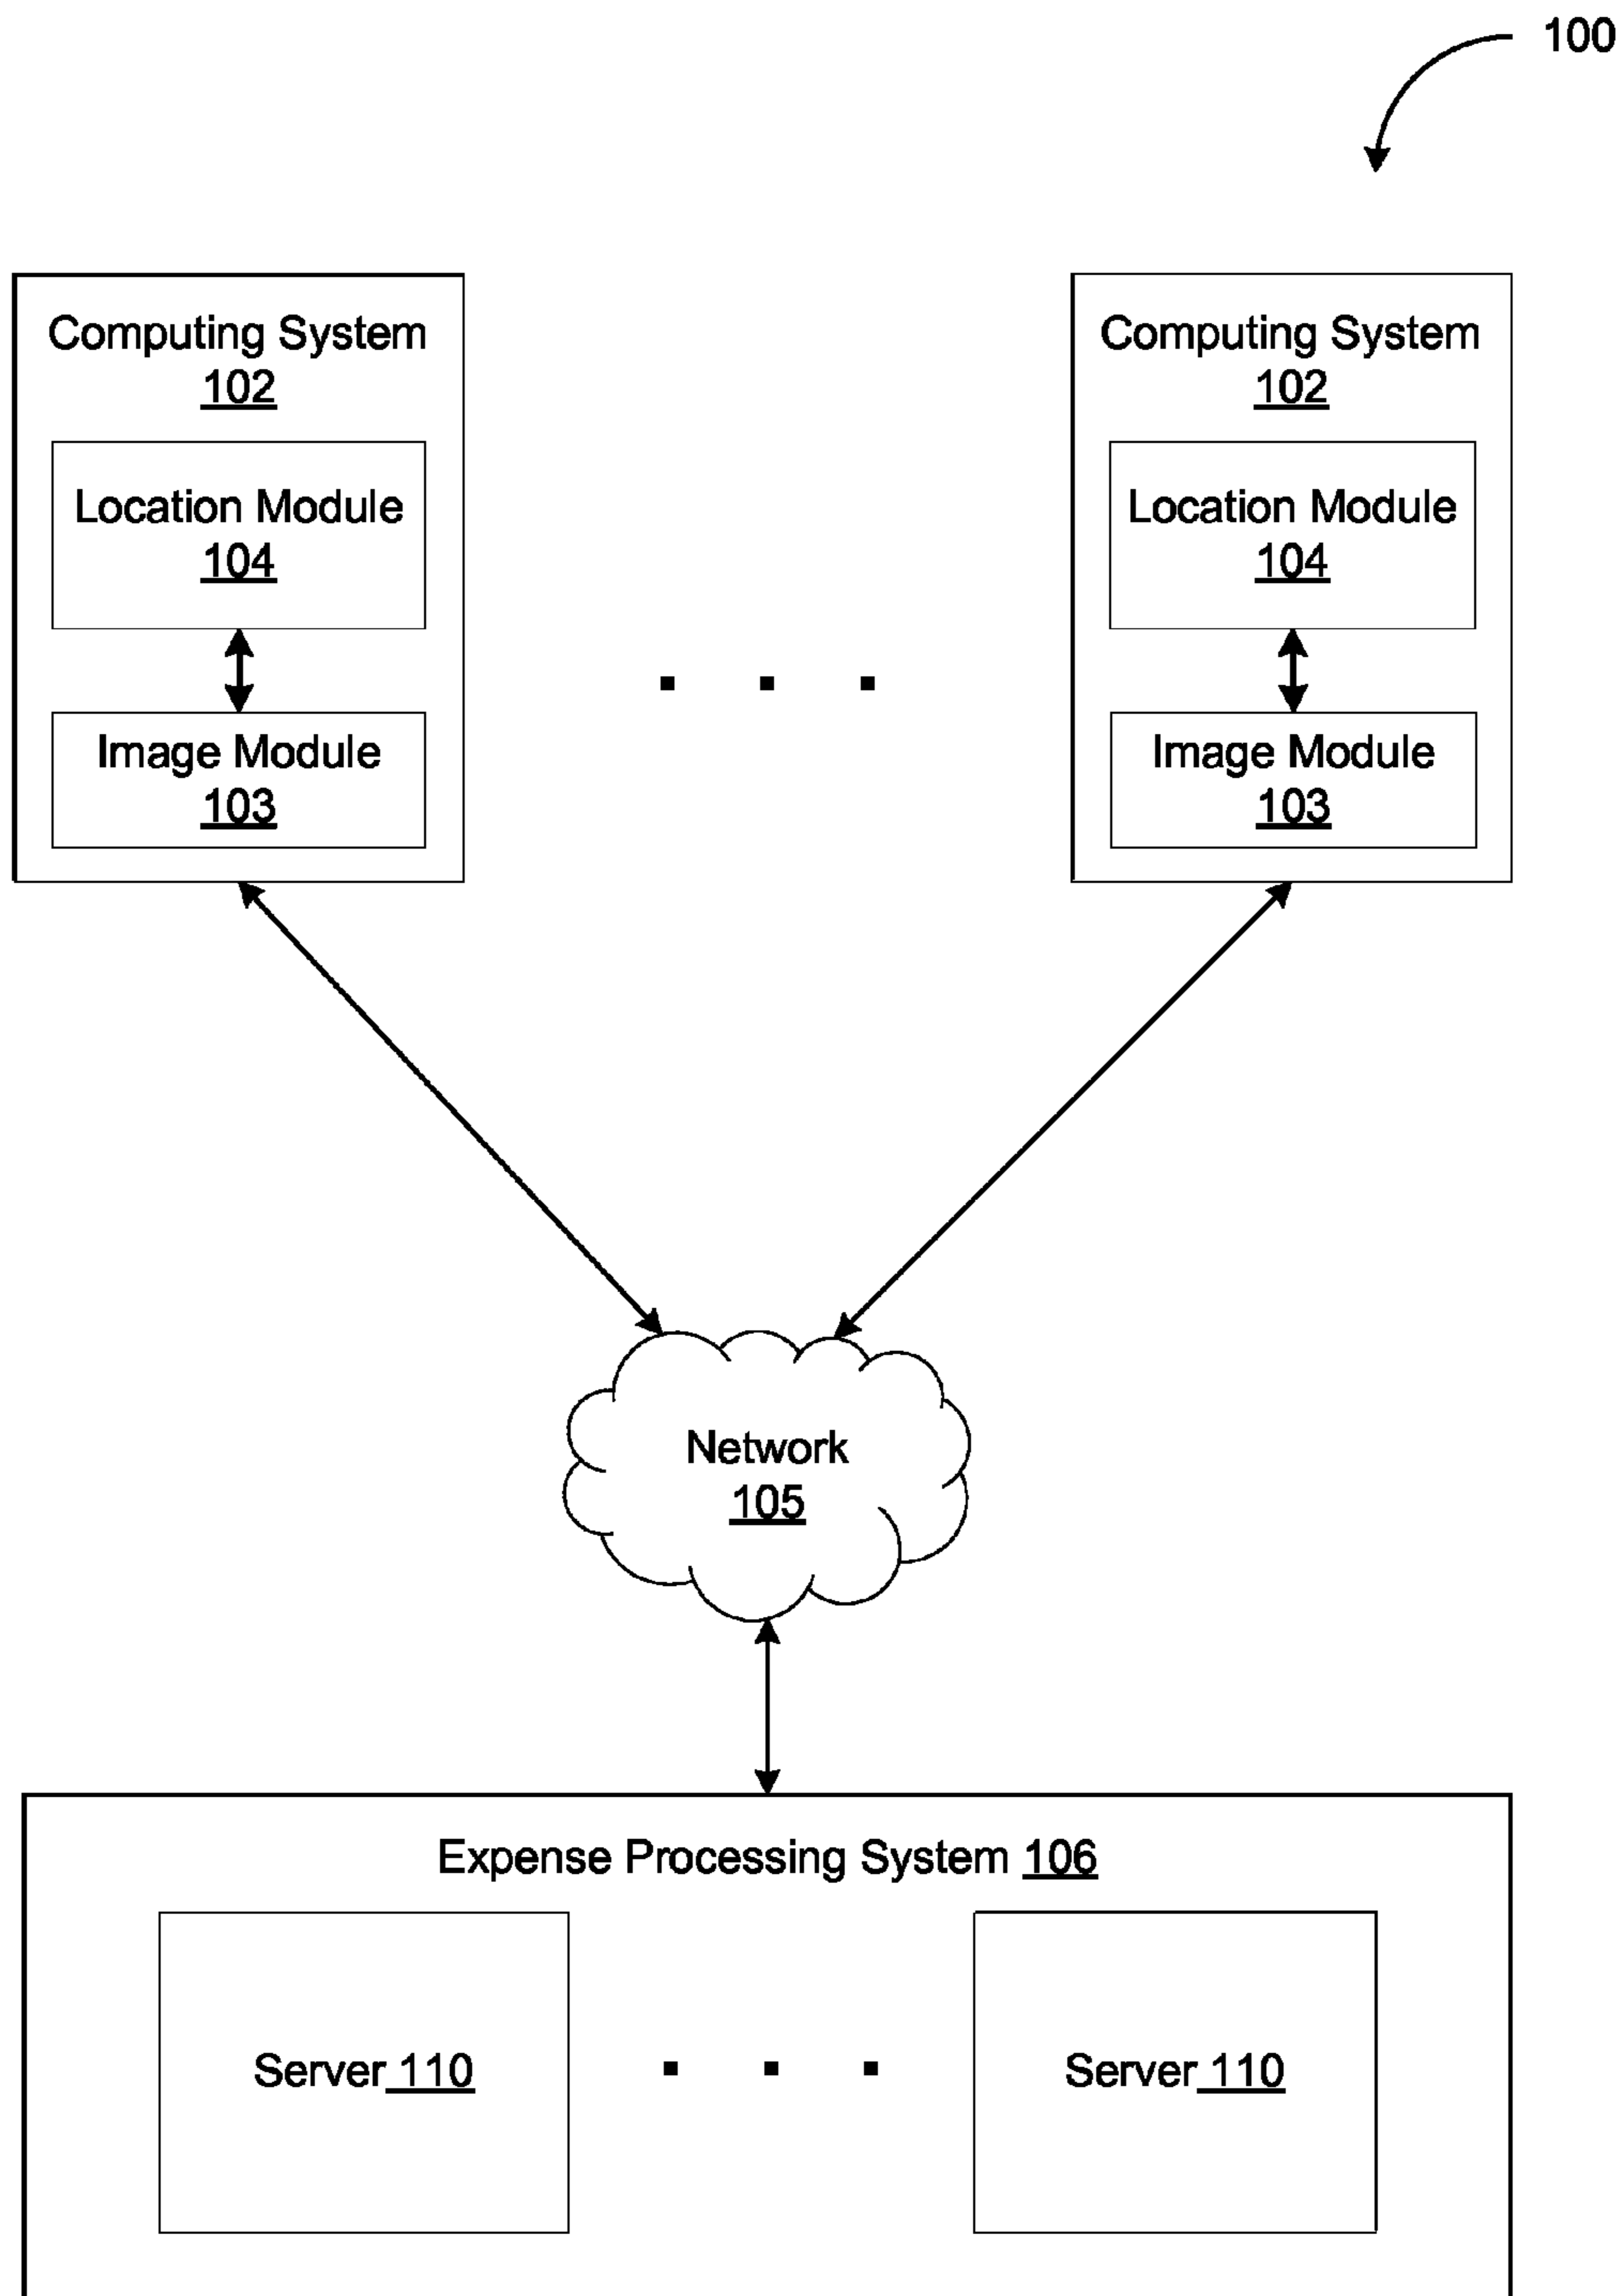 100
Computing System
102
Location Module
104
Image Module
103
Computing System
102
Location Module
104
Image Module
103
Network
105
Expense Processing System 106
Server 110
Server 110